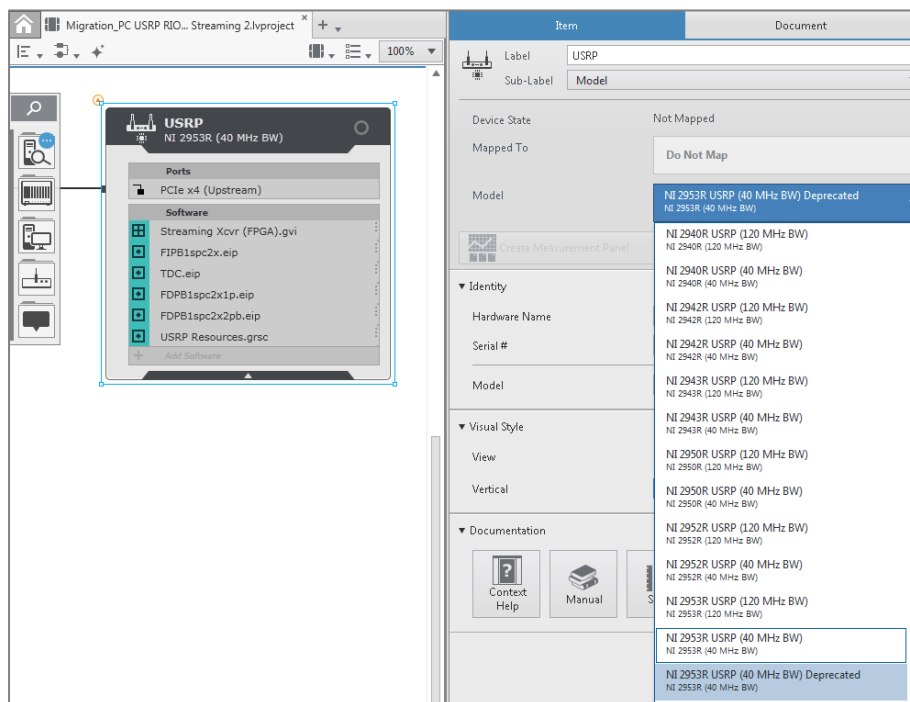 Migration_PC USRP RIO... Streaming 2.lvproject
100%
USRP
NI 2953R (40 MHz BW)
Ports
PCIe x4 (Upstream)
Software
Streaming Xcvr (FPGA).gvi
FIPB1spc2x.eip
TDC.eip
FDPB1spc2x1p.eip
FDPB1spc2x2pb.eip
USRP Resources.grsc
Add Software
Item
Document
Label
USRP
Sub-Label
Model
Device State
Not Mapped
Mapped To
Do Not Map
Model
NI 2953R USRP (40 MHz BW) Deprecated
NI 2953R (40 MHz BW)
Create Measurement Panel
Identity
Hardware Name
Serial #
Model
Visual Style
View
Vertical
Documentation
Context
Help
Manual
S
NI 2940R USRP (120 MHz BW)
NI 2940R (120 MHz BW)
NI 2940R USRP (40 MHz BW)
NI 2940R (40 MHz BW)
NI 2942R USRP (120 MHz BW)
NI 2942R (120 MHz BW)
NI 2942R USRP (40 MHz BW)
NI 2942R (40 MHz BW)
NI 2943R USRP (120 MHz BW)
NI 2943R (120 MHz BW)
NI 2943R USRP (40 MHz BW)
NI 2943R (40 MHz BW)
NI 2950R USRP (120 MHz BW)
NI 2950R (120 MHz BW)
NI 2950R USRP (40 MHz BW)
NI 2950R (40 MHz BW)
NI 2952R USRP (120 MHz BW)
NI 2952R (120 MHz BW)
NI 2952R USRP (40 MHz BW)
NI 2952R (40 MHz BW)
NI 2953R USRP (120 MHz BW)
NI 2953R (120 MHz BW)
NI 2953R USRP (40 MHz BW)
NI 2953R (40 MHz BW)
NI 2953R USRP (40 MHz BW) Deprecated
NI 2953R (40 MHz BW)